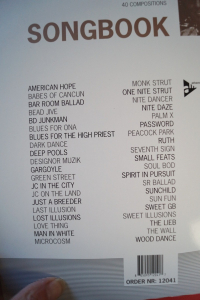 40 COMPOSITIONS
SONGBOOK
AMERICAN HOPE
BABES OF CANCUN
BAR ROOM BALLAD
BEAD JIVE
BD JUNKMAN
BLUES FOR ONA
BLUES FOR THE HIGH PRIEST
DARK DANCE
DEEP POOLS
DESIGNOR MUZIK
GARGOYLE
GREEN STREET
JC IN THE CITY
JC ON THE LAND
JUST A BREEDER
LAST ILLUSION
LOST ILLUSIONS
LOVE THING
MAN IN WHITE
MICROCOSM
MONK STRUT
ONE NITE STRUT
NITE DANCER
NITE DAZE
PALM X
PASSWORD
PEACOCK PARK
RUTH
SEVENTH SIGN
SMALL FEATS
SOUL BOD
SPIRIT IN PURSUIT
SR BALLAD
SUNCHILD
SUN FUN
SWEET GB
SWEET ILLUSIONS
THE LIEB
THE WALL
WOOD DANCE
ORDER NR: 12041